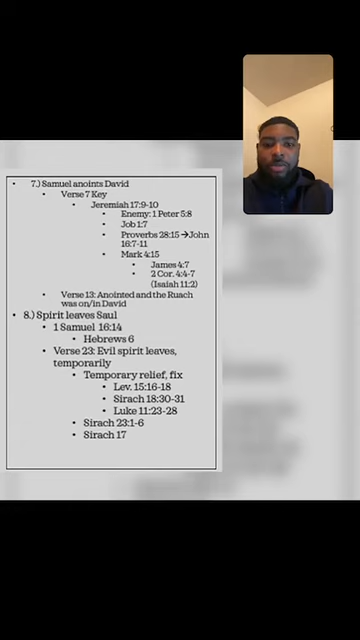 7.) Samuel anoints David
Verse 7 Key
Jeremiah 17:9-10
Enemy: 1 Peter 5:8
Job 1:7
Proverbs 28:15 →John
16:7-11
Mark 4:15
James 4:7
2 Cor. 4:4-7
(Isaiah 11:2)
Verse 13: Anointed and the Ruach
was on/in David
8.) Spirit leaves Saul
1 Samuel 16:14
Hebrews 6
Verse 23: Evil spirit leaves,
temporarily
Temporary relief, fix
Lev. 15:16-18
Sirach 18:30-31
Luke 11:23-28
Sirach 23:1-6
Sirach 17